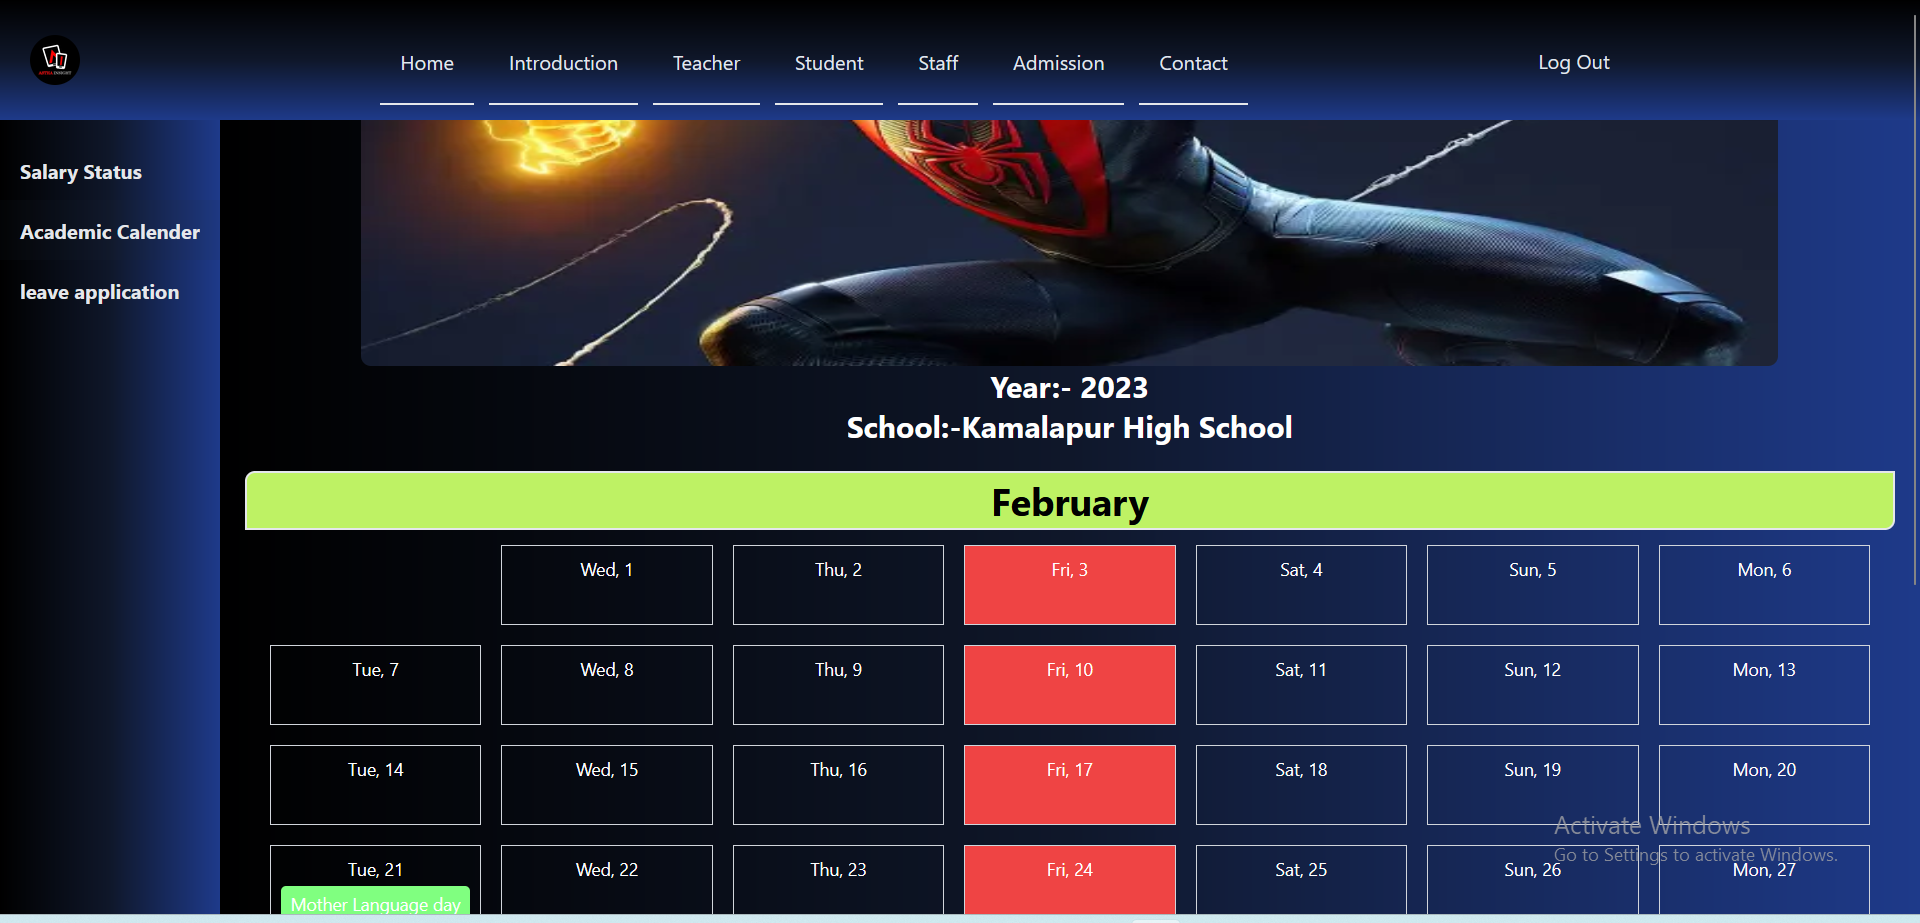 Home Introduction Teacher Student Staff Admission Contact Log Out
Salary Status
Academic Calender
leave application
Year:- 2023
School:-Kamalapur High School
February
Wed, 1 Thu, 2 Fri, 3 Sat, 4 Sun, 5 Mon, 6
Tue, 7 Wed, 8 Thu, 9 Fri, 10 Sat, 11 Sun, 12 Mon, 13
Tue, 14 Wed, 15 Thu, 16 Fri, 17 Sat, 18 Sun, 19 Mon, 20
Tue, 21 Wed, 22 Thu, 23 Fri, 24 Sat, 25 Sun, 26 Mon, 27
Mother Language day
Activate Windows
Go to Settings to activate Windows.